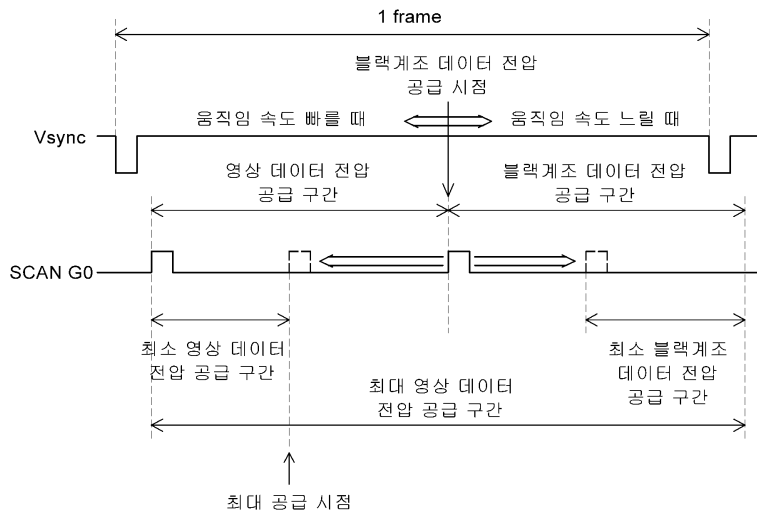 1 frame
블랙계조 데이터 전압
공급 시점
움직임 속도 빠를 때
움직임 속도 느릴 때
Vsync
영상 데이터 전압
공급 구간
블랙계조 데이터 전압
공급 구간
SCAN G0
최소 영상 데이터
전압 공급 구간
최소 블랙계조
데이터 전압
공급 구간
최대 영상 데이터
전압 공급 구간
최대 공급 시점